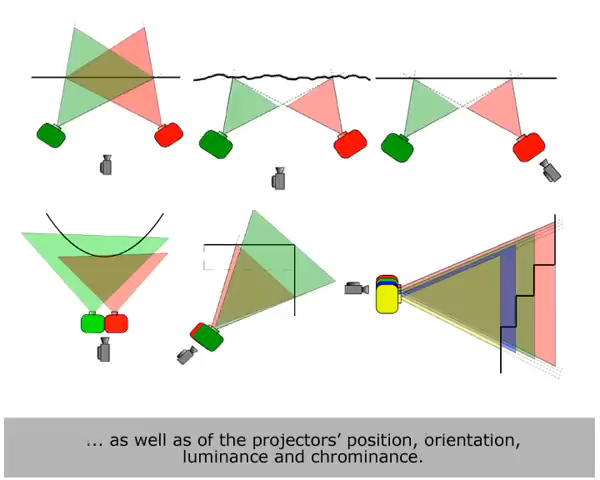 ... as well as of the projectors’ position, orientation,
luminance and chrominance.